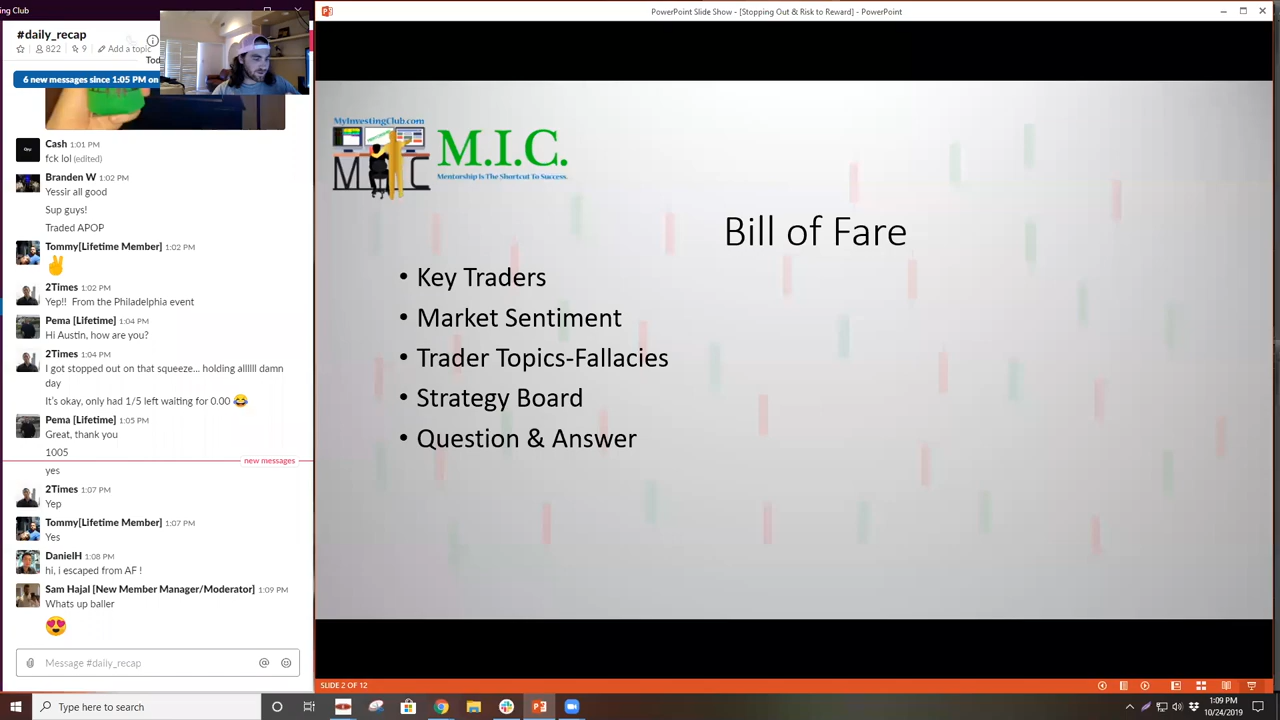 ing Club
#daily_recap
822
9
Add a topic
Tod
6 new messages since 1:05 PM on
Cash 1:01 PM
fck lol (edited)
Branden W 1:02 PM
Yessir all good
Sup guys!
Traded APOP
Tommy[Lifetime Member] 1:02 PM
2Times 1:02 PM
Yep!! From the Philadelphia event
Pema [Lifetime] 1:04 PM
Hi Austin, how are you?
2Times 1:04 PM
I got stopped out on that squeeze... holding allllll damn
day
It's okay, only had 1/5 left waiting for 0.00 😂
Pema [Lifetime] 1:05 PM
Great, thank you
1005
new messages
yes
2Times 1:07 PM
Yep
Tommy[Lifetime Member] 1:07 PM
Yes
DanielH 1:08 PM
hi, i escaped from AF !
Sam Hajal [New Member Manager/Moderator] 1:09 PM
Whats up baller
Message #daily_recap
PowerPoint Slide Show - [Stopping Out & Risk to Reward] - PowerPoint
MyInvestingClub.com
MIC
M.I.C.
Mentorship Is The Shortcut To Success.
Bill of Fare
• Key Traders
• Market Sentiment
• Trader Topics-Fallacies
• Strategy Board
• Question & Answer
SLIDE 2 OF 12
Type here to search
1:09 PM
10/24/2019